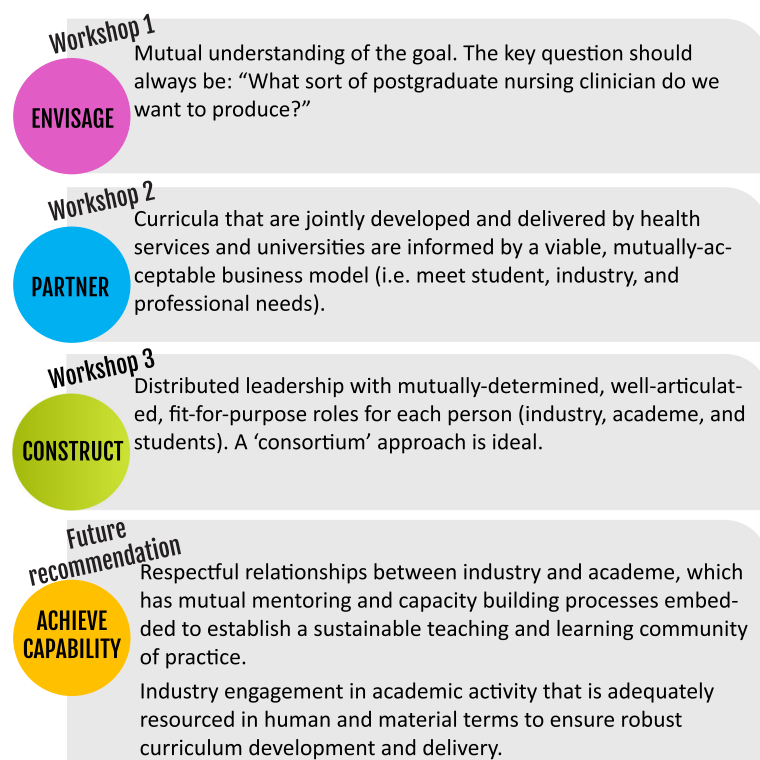 Workshop 1
ENVISAGE
Mutual understanding of the goal. The key question should
always be: “What sort of postgraduate nursing clinician do we
want to produce?”
Workshop 2
PARTNER
Curricula that are jointly developed and delivered by health
services and universities are informed by a viable, mutually-ac-
ceptable business model (i.e. meet student, industry, and
professional needs).
Workshop 3
CONSTRUCT
Distributed leadership with mutually-determined, well-articulat-
ed, fit-for-purpose roles for each person (industry, academe, and
students). A ‘consortium’ approach is ideal.
Future
recommendation
ACHIEVE
CAPABILITY
Respectful relationships between industry and academe, which
has mutual mentoring and capacity building processes embed-
ded to establish a sustainable teaching and learning community
of practice.
Industry engagement in academic activity that is adequately
resourced in human and material terms to ensure robust
curriculum development and delivery.